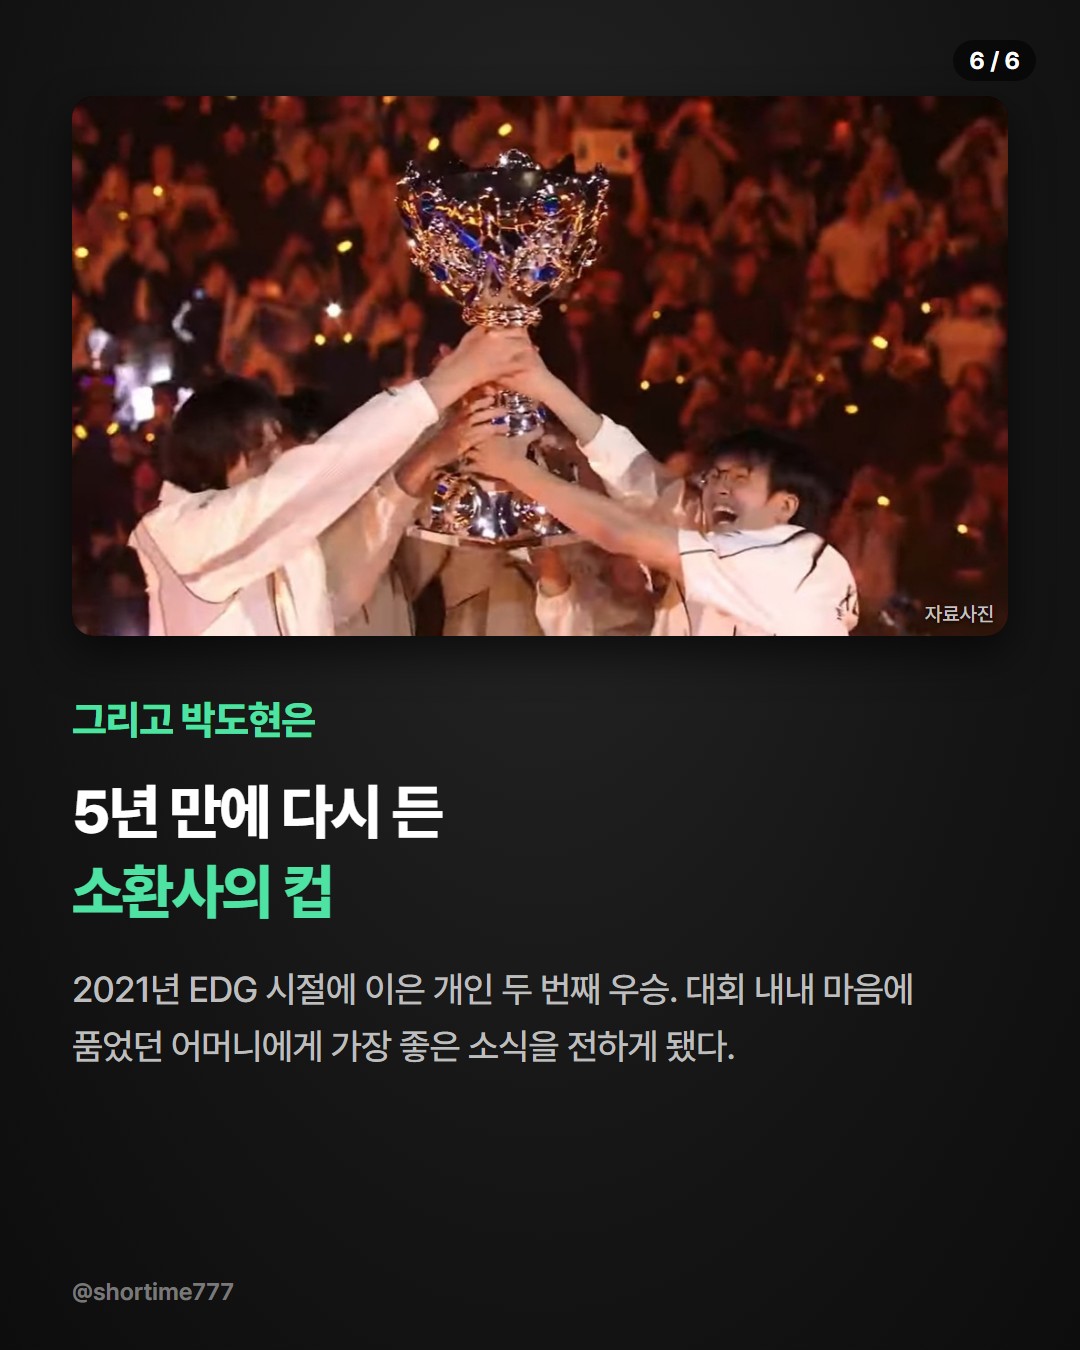 6 / 6
자료사진
그리고 박도현은
5년 만에 다시 든
소환사의 컵
2021년 EDG 시절에 이은 개인 두 번째 우승. 대회 내내 마음에
품었던 어머니에게 가장 좋은 소식을 전하게 됐다.
@shortime777